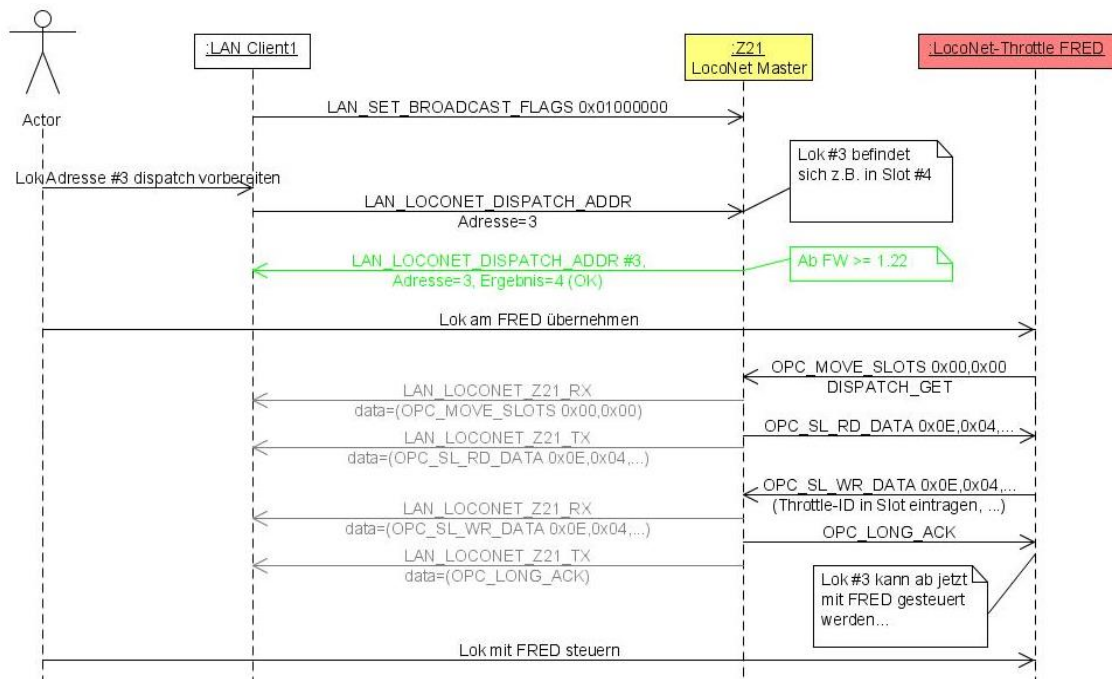 :LAN Client1
:Z21
LocoNet Master
:LocoNet-Throttle FRED
Actor
LAN_SET_BROADCAST_FLAGS 0x01000000
Lok Adresse #3 dispatch vorbereiten
Lok #3 befindet
sich z.B. in Slot #4
LAN_LOCONET_DISPATCH_ADDR
Adresse=3
LAN_LOCONET_DISPATCH_ADDR #3,
Adresse=3, Ergebnis=4 (OK)
Ab FW >= 1.22
Lok am FRED übernehmen
OPC_MOVE_SLOTS 0x00,0x00
DISPATCH_GET
LAN_LOCONET_Z21_RX
data=(OPC_MOVE_SLOTS 0x00,0x00)
OPC_SL_RD_DATA 0x0E,0x04,...
LAN_LOCONET_Z21_TX
data=(OPC_SL_RD_DATA 0x0E,0x04,...)
OPC_SL_WR_DATA 0x0E,0x04,...
(Throttle-ID in Slot eintragen, ...)
LAN_LOCONET_Z21_RX
data=(OPC_SL_WR_DATA 0x0E,0x04,...)
OPC_LONG_ACK
LAN_LOCONET_Z21_TX
data=(OPC_LONG_ACK)
Lok #3 kann ab jetzt
mit FRED gesteuert
werden...
Lok mit FRED steuern